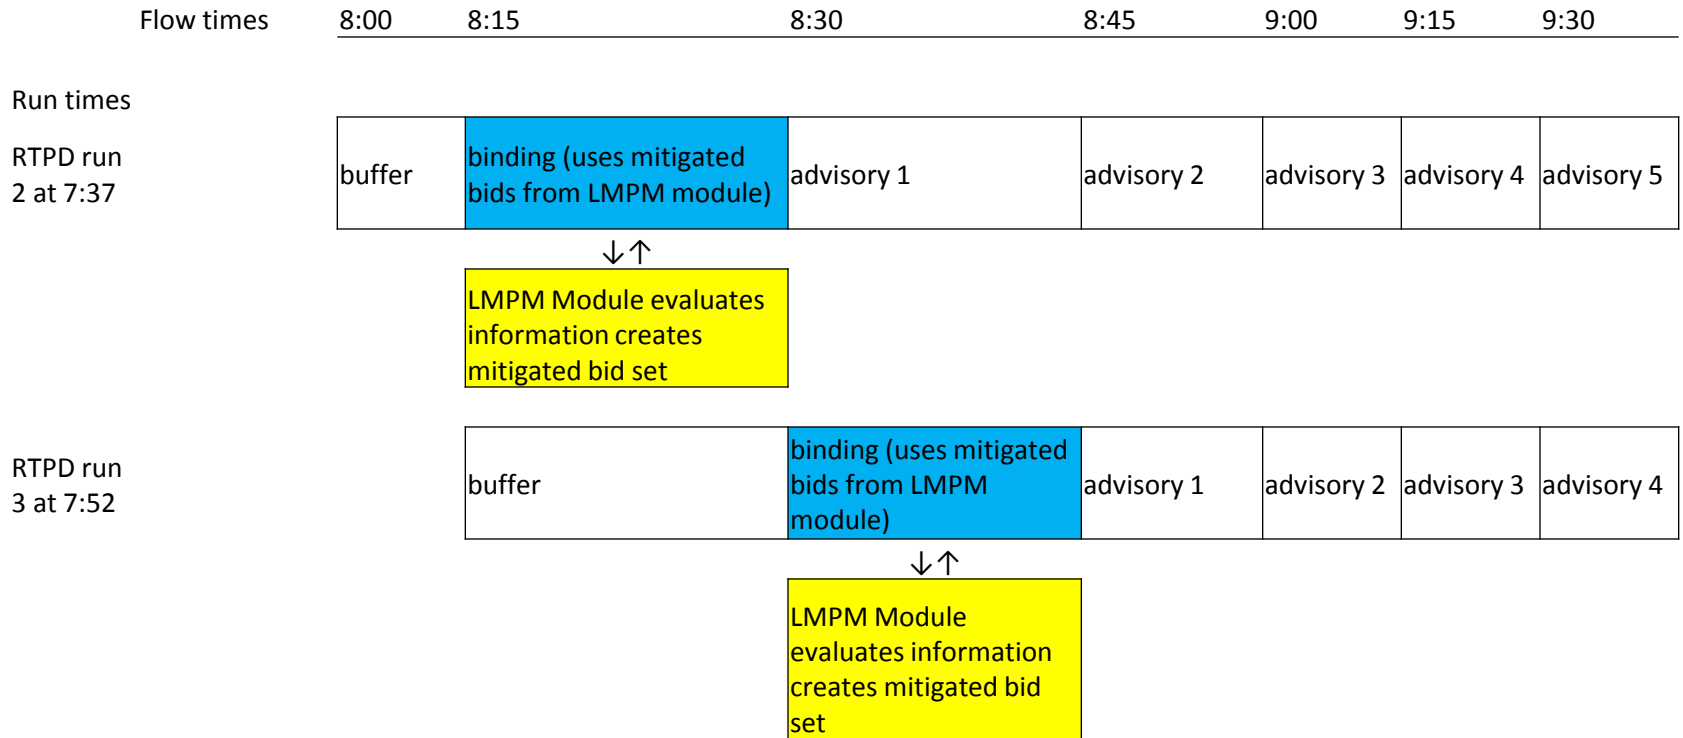 Flow times 8:00 8:15 8:30 8:45 9:00 9:15 9:30
Run times
RTPD run
2 at 7:37
buffer
binding (uses mitigated
bids from LMPM module)
advisory 1
advisory 2
advisory 3
advisory 4
advisory 5
↓↑
LMPM Module evaluates
information creates
mitigated bid set
RTPD run
3 at 7:52
buffer
binding (uses mitigated
bids from LMPM
module)
advisory 1
advisory 2
advisory 3
advisory 4
↓↑
LMPM Module
evaluates information
creates mitigated bid
set